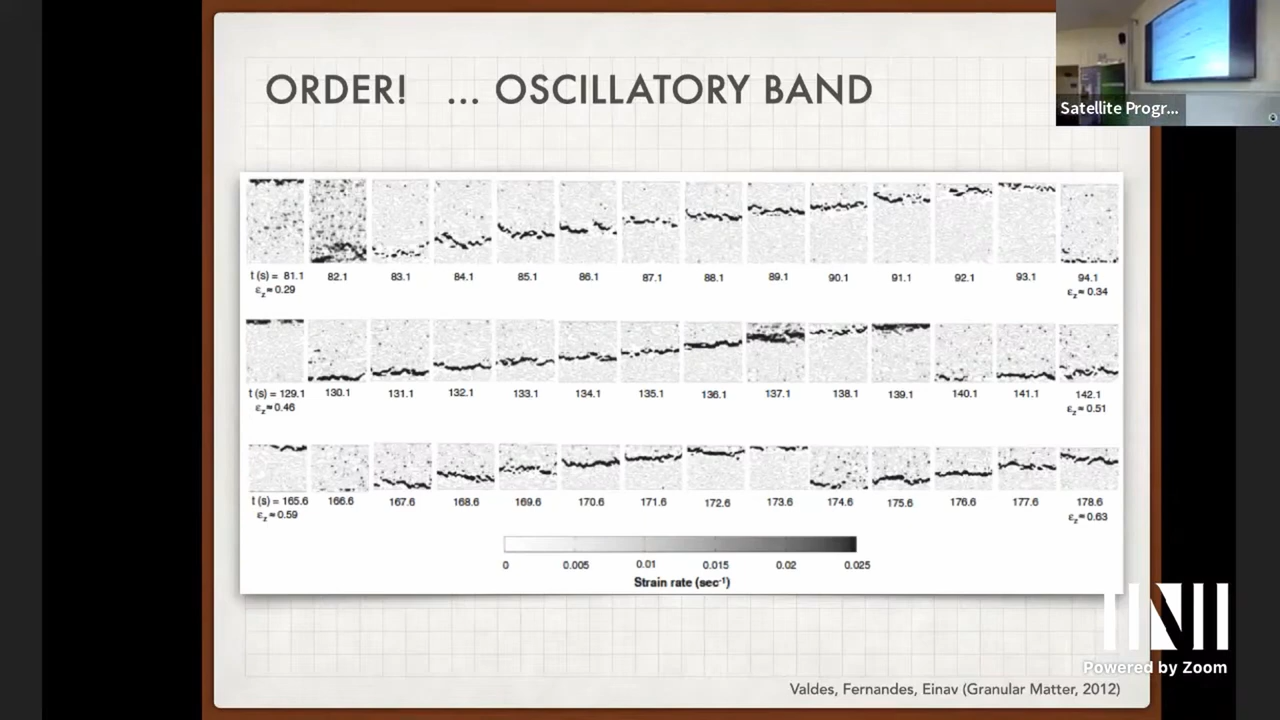 ORDER! ... OSCILLATORY BAND
Satellite Progr...
t (s) = 81.1 82.1 83.1 84.1 85.1 86.1 87.1 88.1 89.1 90.1 91.1 92.1 93.1 94.1
εz≈0.29 εz≈0.34
t (s) = 129.1 130.1 131.1 132.1 133.1 134.1 135.1 136.1 137.1 138.1 139.1 140.1 141.1 142.1
εz≈0.46 εz≈0.51
t (s) = 165.6 166.6 167.6 168.6 169.6 170.6 171.6 172.6 173.6 174.6 175.6 176.6 177.6 178.6
εz≈0.59 εz≈0.63
0 0.005 0.01 0.015 0.02 0.025
Strain rate (sec⁻¹)
Powered by Zoom
Valdes, Fernandes, Einav (Granular Matter, 2012)